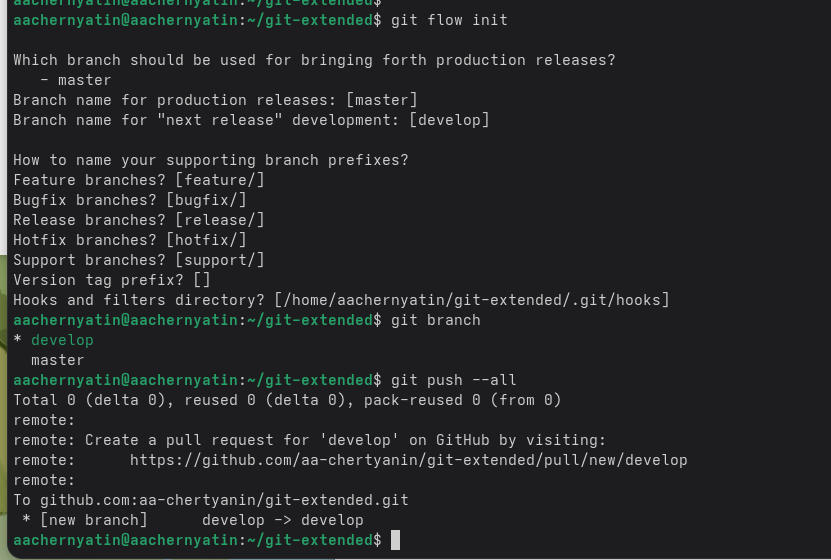 aachernyatin@aachernyatin:~/git-extended$
aachernyatin@aachernyatin:~/git-extended$ git flow init

Which branch should be used for bringing forth production releases?
   - master
Branch name for production releases: [master]
Branch name for "next release" development: [develop]

How to name your supporting branch prefixes?
Feature branches? [feature/]
Bugfix branches? [bugfix/]
Release branches? [release/]
Hotfix branches? [hotfix/]
Support branches? [support/]
Version tag prefix? []
Hooks and filters directory? [/home/aachernyatin/git-extended/.git/hooks]
aachernyatin@aachernyatin:~/git-extended$ git branch
* develop
  master
aachernyatin@aachernyatin:~/git-extended$ git push --all
Total 0 (delta 0), reused 0 (delta 0), pack-reused 0 (from 0)
remote:
remote: Create a pull request for 'develop' on GitHub by visiting:
remote:      https://github.com/aa-chertyanin/git-extended/pull/new/develop
remote:
To github.com:aa-chertyanin/git-extended.git
 * [new branch]      develop -> develop
aachernyatin@aachernyatin:~/git-extended$